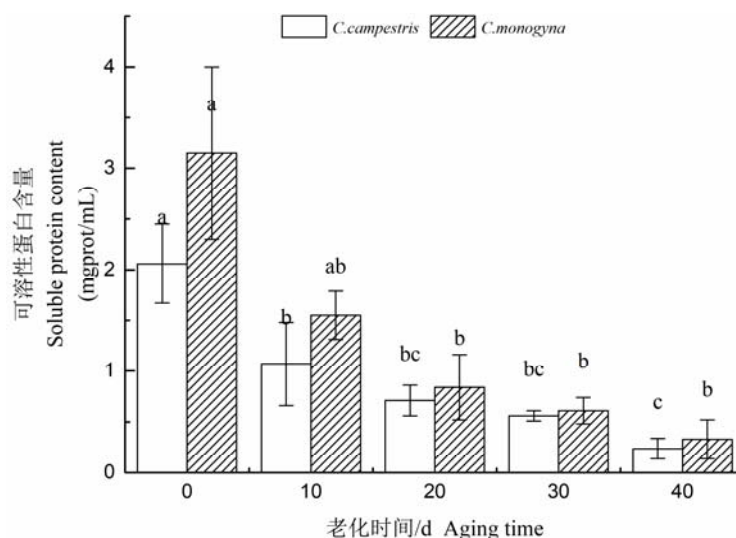 C.campestris C.monogyna
可溶性蛋白含量
Soluble protein content
(mgprot/mL)
4
3
2
1
0
a
a
b
ab
bc
b
bc
b
c
b
0 10 20 30 40
老化时间/d Aging time